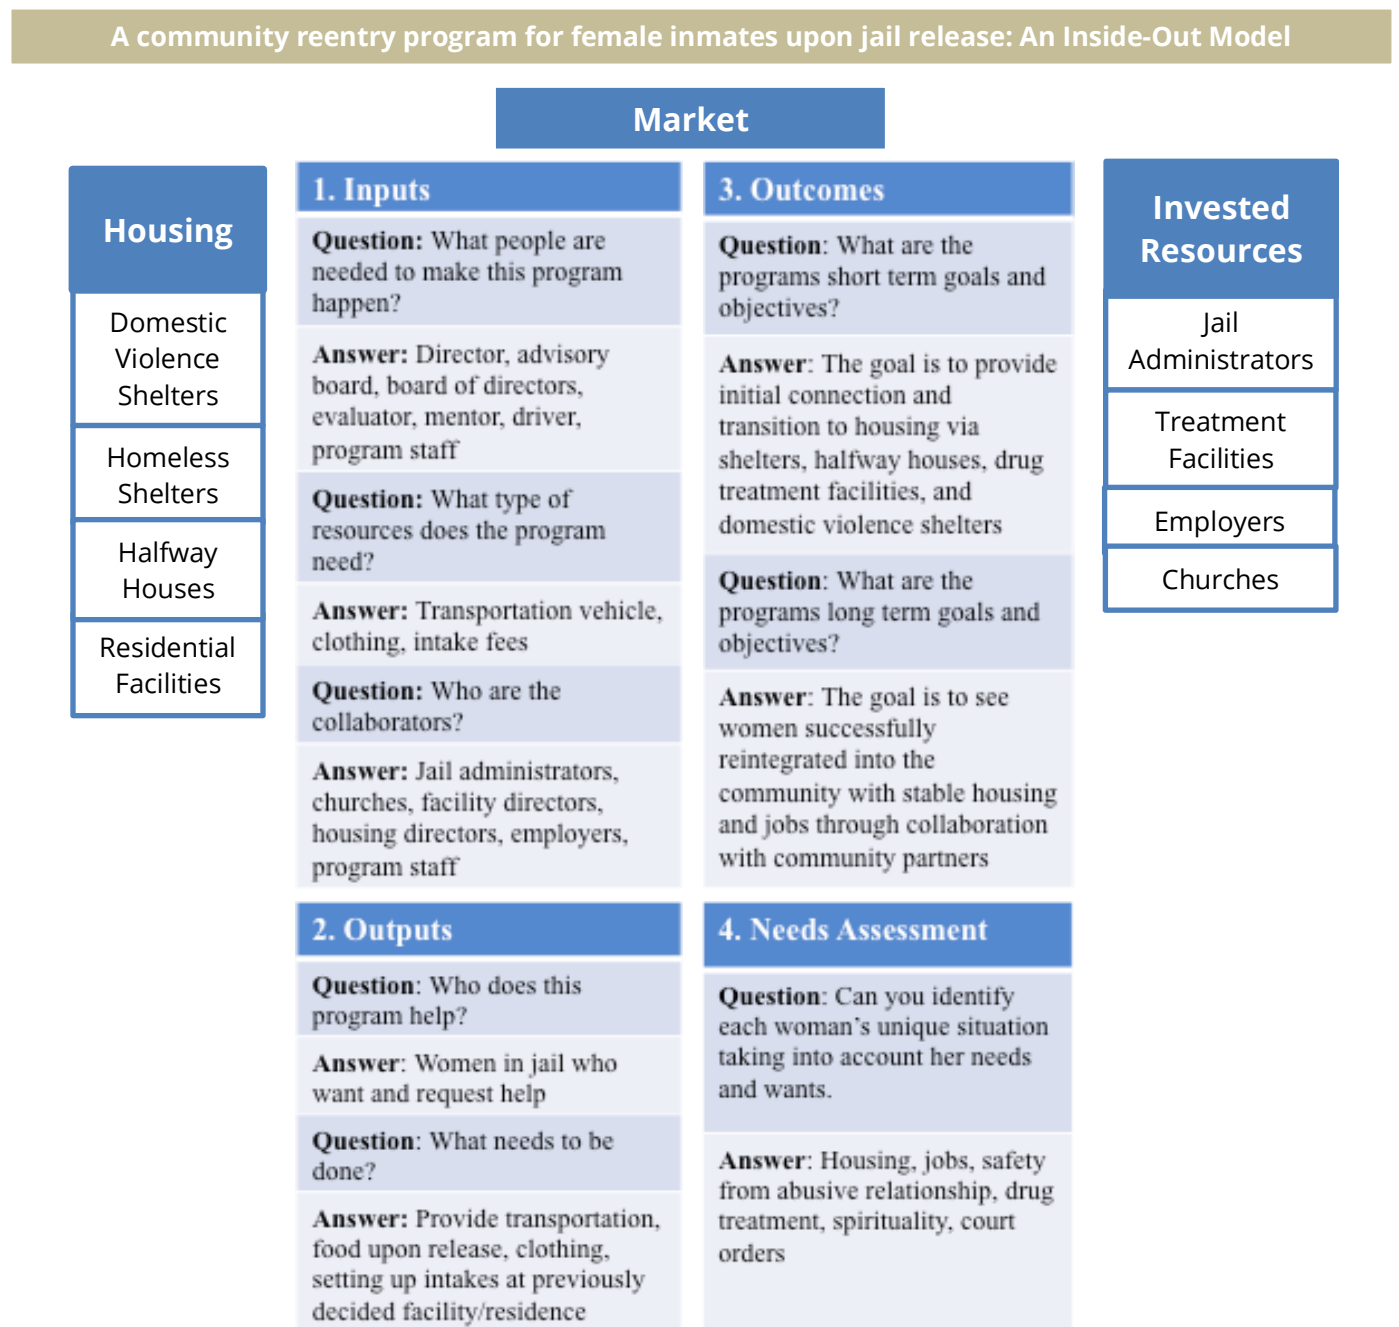 A community reentry program for female inmates upon jail release: An Inside-Out Model
Market
Housing
Domestic
Violence
Shelters
Homeless
Shelters
Halfway
Houses
Residential
Facilities
1. Inputs
Question: What people are
needed to make this program
happen?
Answer: Director, advisory
board, board of directors,
evaluator, mentor, driver,
program staff
Question: What type of
resources does the program
need?
Answer: Transportation vehicle,
clothing, intake fees
Question: Who are the
collaborators?
Answer: Jail administrators,
churches, facility directors,
housing directors, employers,
program staff
2. Outputs
Question: Who does this
program help?
Answer: Women in jail who
want and request help
Question: What needs to be
done?
Answer: Provide transportation,
food upon release, clothing,
setting up intakes at previously
decided facility/residence
3. Outcomes
Question: What are the
programs short term goals and
objectives?
Answer: The goal is to provide
initial connection and
transition to housing via
shelters, halfway houses, drug
treatment facilities, and
domestic violence shelters
Question: What are the
programs long term goals and
objectives?
Answer: The goal is to see
women successfully
reintegrated into the
community with stable housing
and jobs through collaboration
with community partners
4. Needs Assessment
Question: Can you identify
each woman's unique situation
taking into account her needs
and wants.
Answer: Housing, jobs, safety
from abusive relationship, drug
treatment, spirituality, court
orders
Invested
Resources
Jail
Administrators
Treatment
Facilities
Employers
Churches